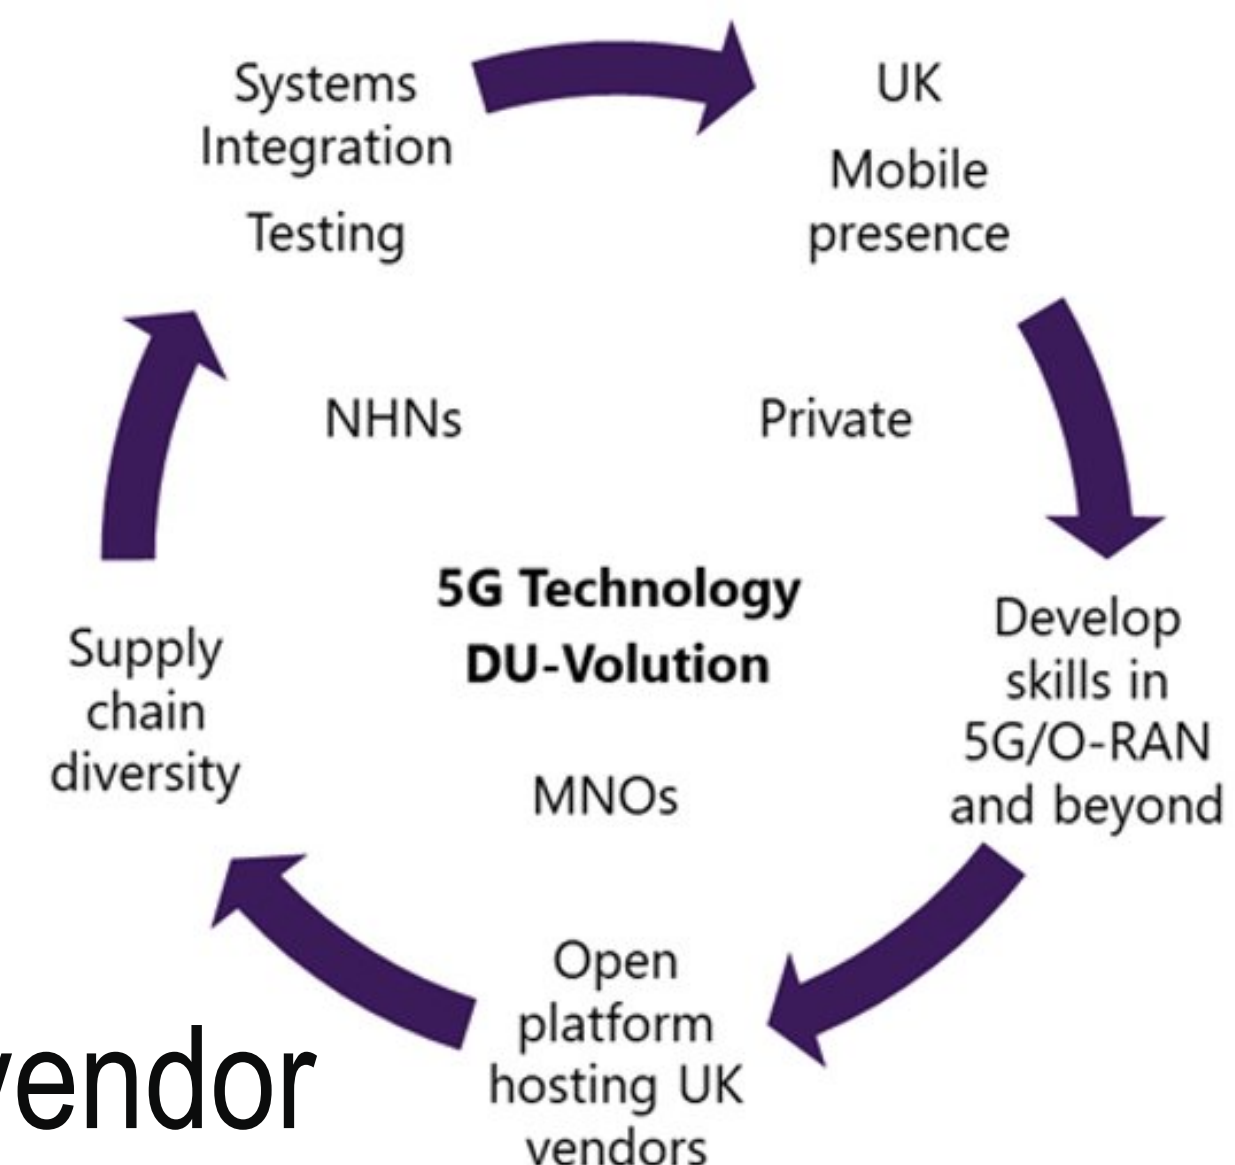 Systems
Integration
Testing
UK
Mobile
presence
NHNs
Private
5G Technology
DU-Volution
MNOs
Develop
skills in
5G/O-RAN
and beyond
Open
platform
hosting UK
vendors
Supply
chain
diversity
vendor